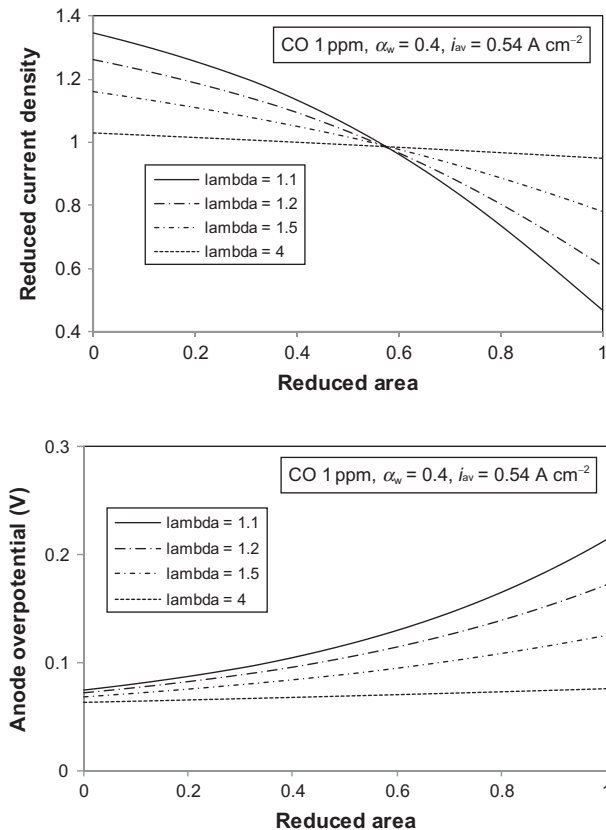 1.4
CO 1 ppm, αw = 0.4, iav = 0.54 A cm−2
1.2
1
0.8
0.6
0.4
Reduced current density
lambda = 1.1
lambda = 1.2
lambda = 1.5
lambda = 4
0 0.2 0.4 0.6 0.8 1
Reduced area
0.3
CO 1 ppm, αw = 0.4, iav = 0.54 A cm−2
0.2
0.1
0
Anode overpotential (V)
lambda = 1.1
lambda = 1.2
lambda = 1.5
lambda = 4
0 0.2 0.4 0.6 0.8 1
Reduced area